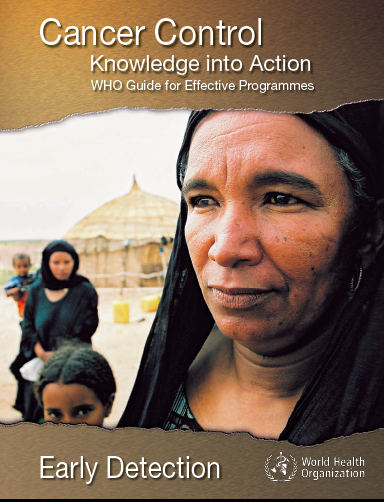 Cancer Control
Knowledge into Action
WHO Guide for Effective Programmes
Early Detection
World Health
Organization